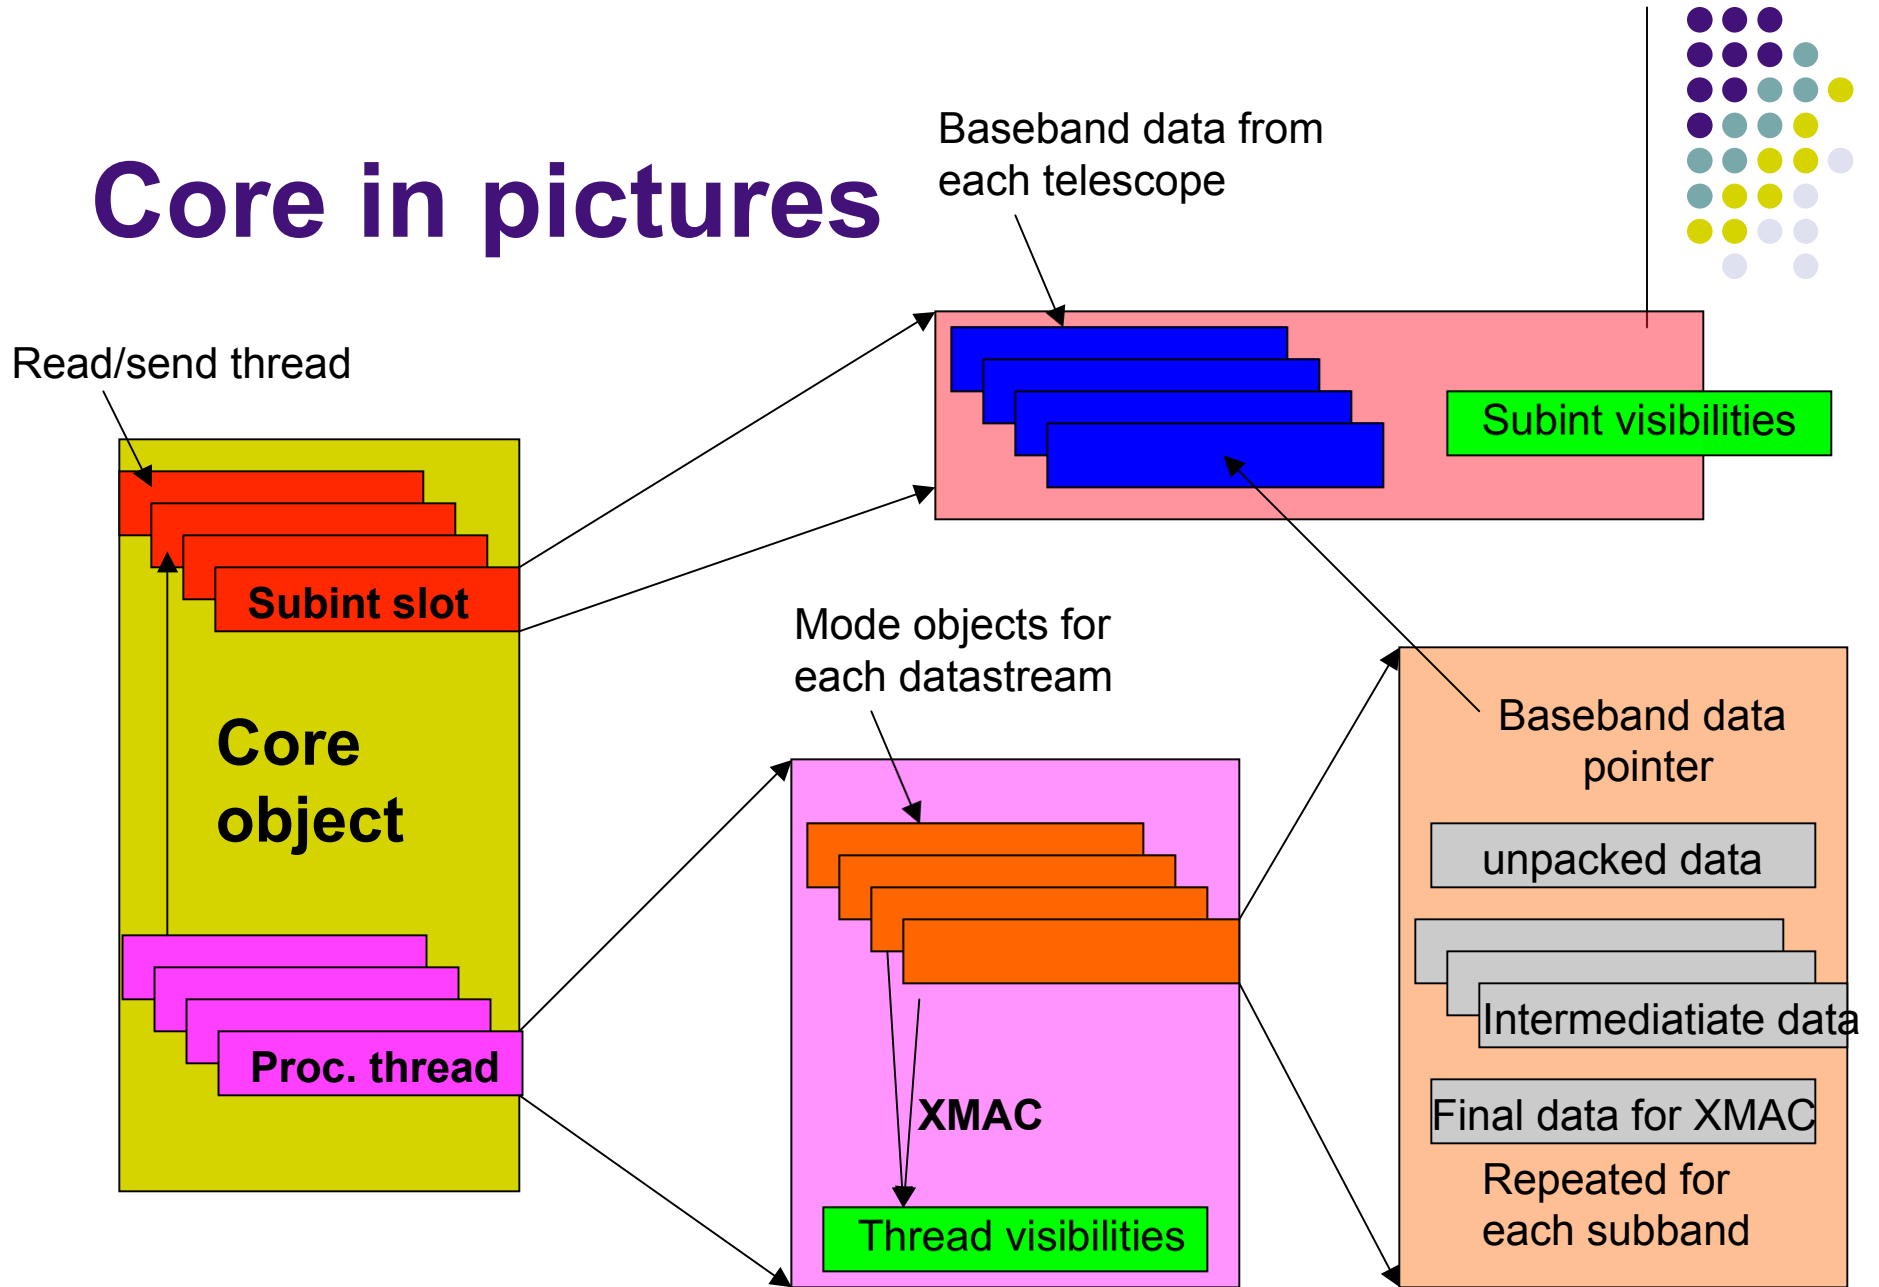 Core in pictures
Baseband data from
each telescope
Read/send thread
Subint visibilities
Subint slot
Core
object
Proc. thread
Mode objects for
each datastream
XMAC
Thread visibilities
Baseband data
pointer
unpacked data
Intermediatiate data
Final data for XMAC
Repeated for
each subband